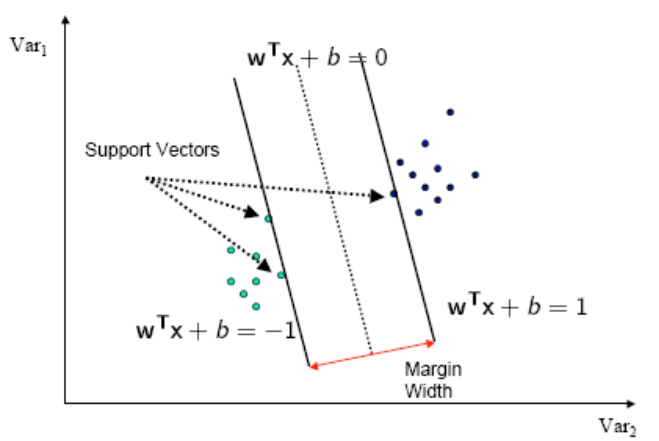 Var₁
𝐰ᵀ𝐱 + b = 0
Support Vectors
𝐰ᵀ𝐱 + b = 1
𝐰ᵀ𝐱 + b = −1
Margin
Width
Var₂